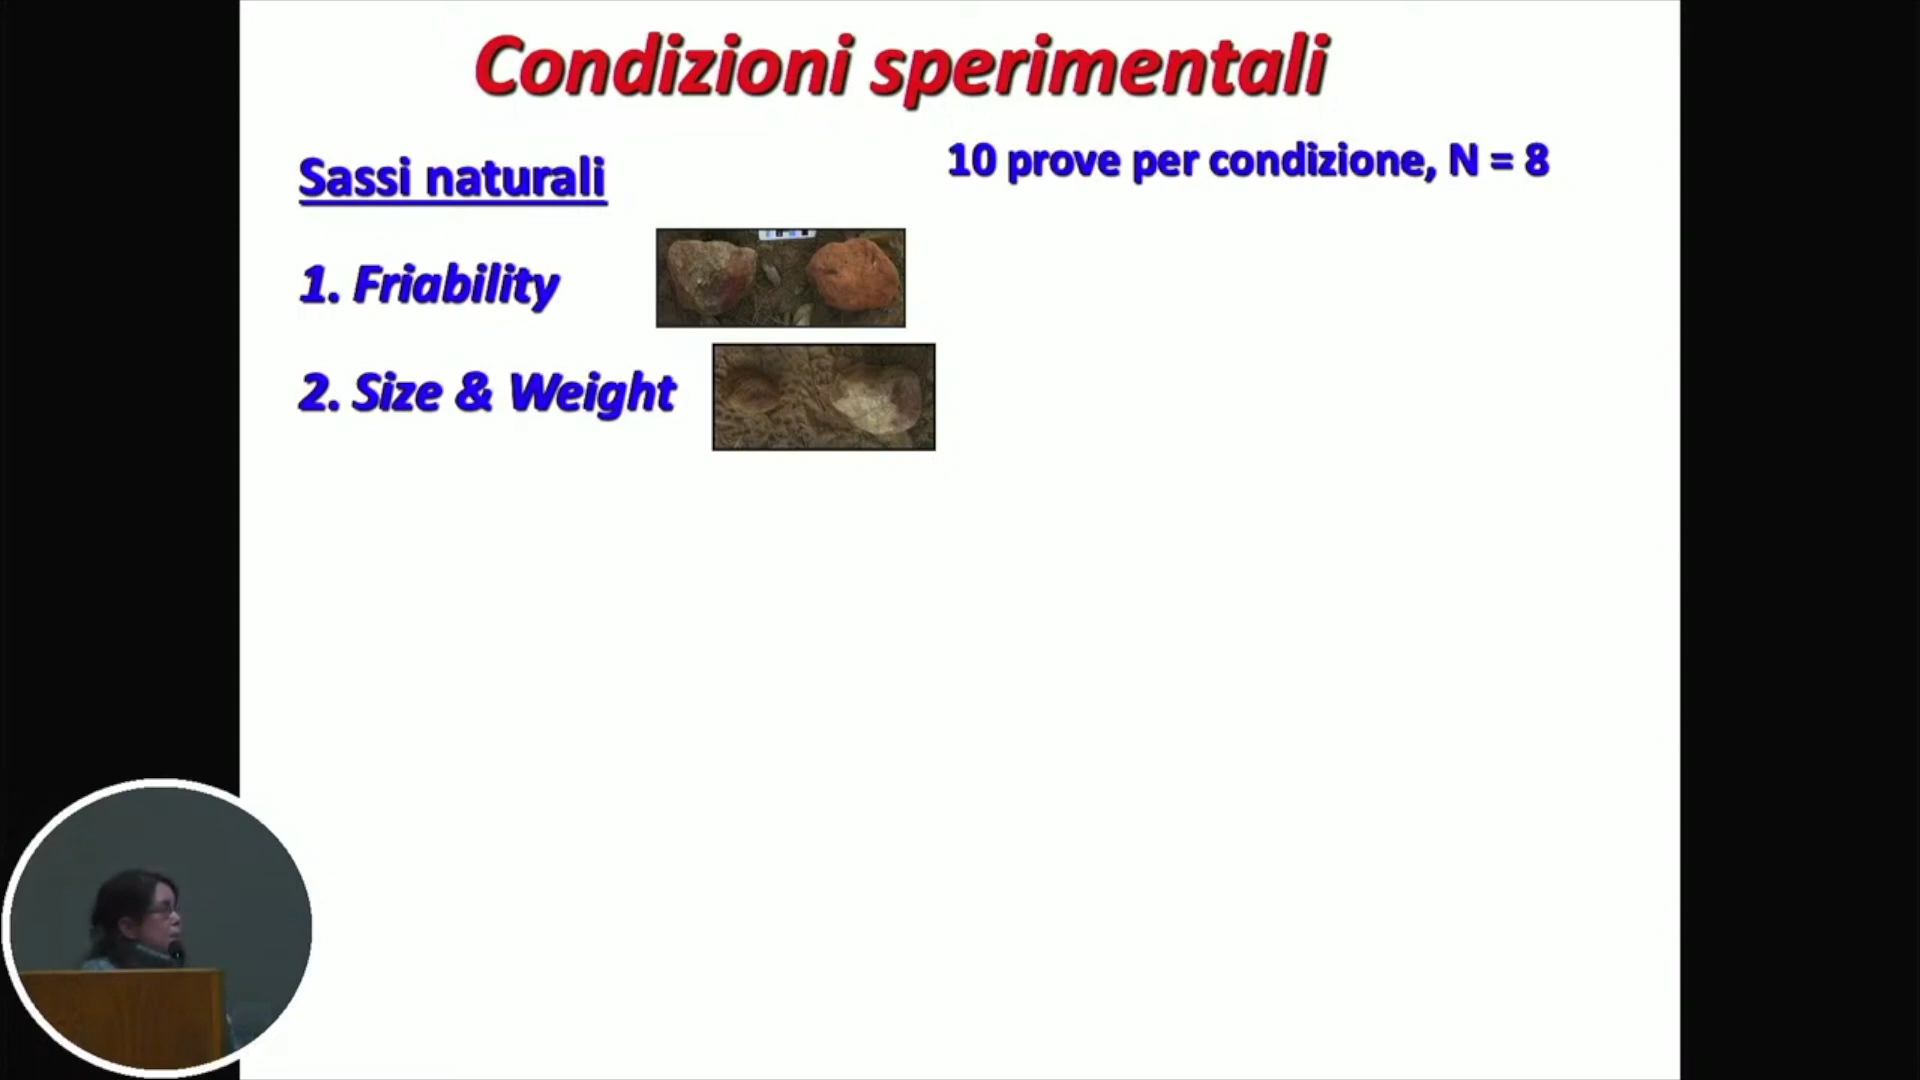 Condizioni sperimentali
Sassi naturali
10 prove per condizione, N = 8
1. Friability
2. Size & Weight